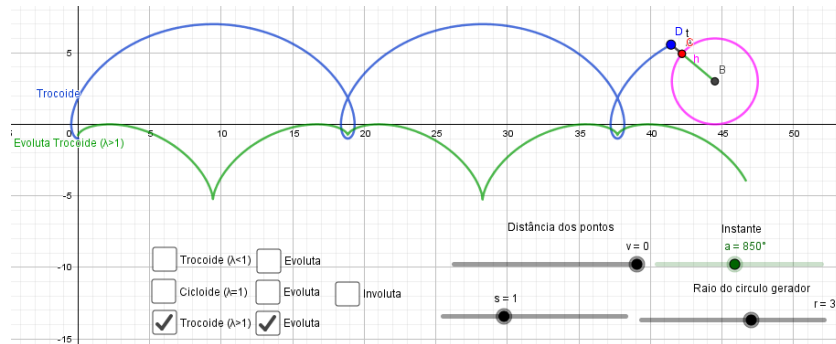 5
D t
C
h
B
Trocoide
0
5
10
15
20
25
30
35
40
45
50
Evoluta Trocoide (λ>1)
-5
Distância dos pontos
Instante
v = 0
a = 850°
-10
Trocoide (λ<1)
Evoluta
Raio do circulo gerador
Cicloide (λ=1)
Evoluta
Involuta
s = 1
r = 3
Trocoide (λ>1)
Evoluta
-15